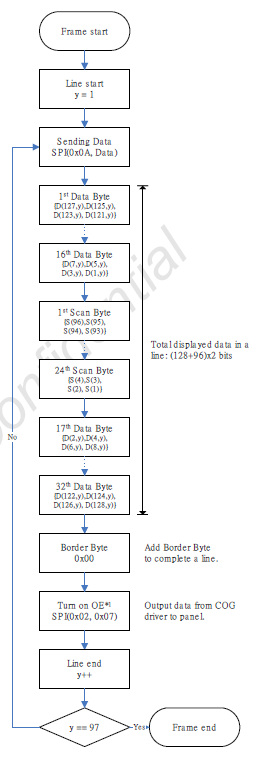 Frame start
Line start
y = 1
Sending Data
SPI(0x0A, Data)
1st Data Byte
{D(127,y),D(125,y),
D(123,y), D(121,y)}
16th Data Byte
{D(7,y),D(5,y),
D(3,y), D(1,y)}
1st Scan Byte
{S(96),S(95),
S(94), S(93)}
24th Scan Byte
{S(4),S(3),
S(2), S(1)}
17th Data Byte
{D(2,y),D(4,y),
D(6,y), D(8,y)}
32th Data Byte
{D(122,y),D(124,y),
D(126,y), D(128,y)}
Total displayed data in a
line: (128+96)x2 bits
Border Byte
0x00
Add Border Byte
to complete a line.
Turn on OE*1
SPI(0x02, 0x07)
Output data from COG
driver to panel.
Line end
y++
y == 97
Yes
Frame end
No
onfidential